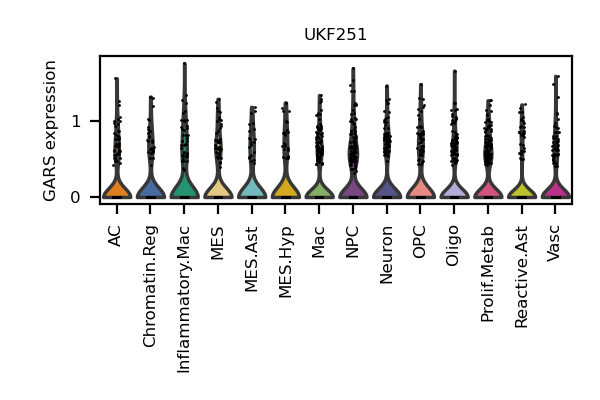 UKF251
GARS expression
1
0
AC
Chromatin.Reg
Inflammatory.Mac
MES
MES.Ast
MES.Hyp
Mac
NPC
Neuron
OPC
Oligo
Prolif.Metab
Reactive.Ast
Vasc